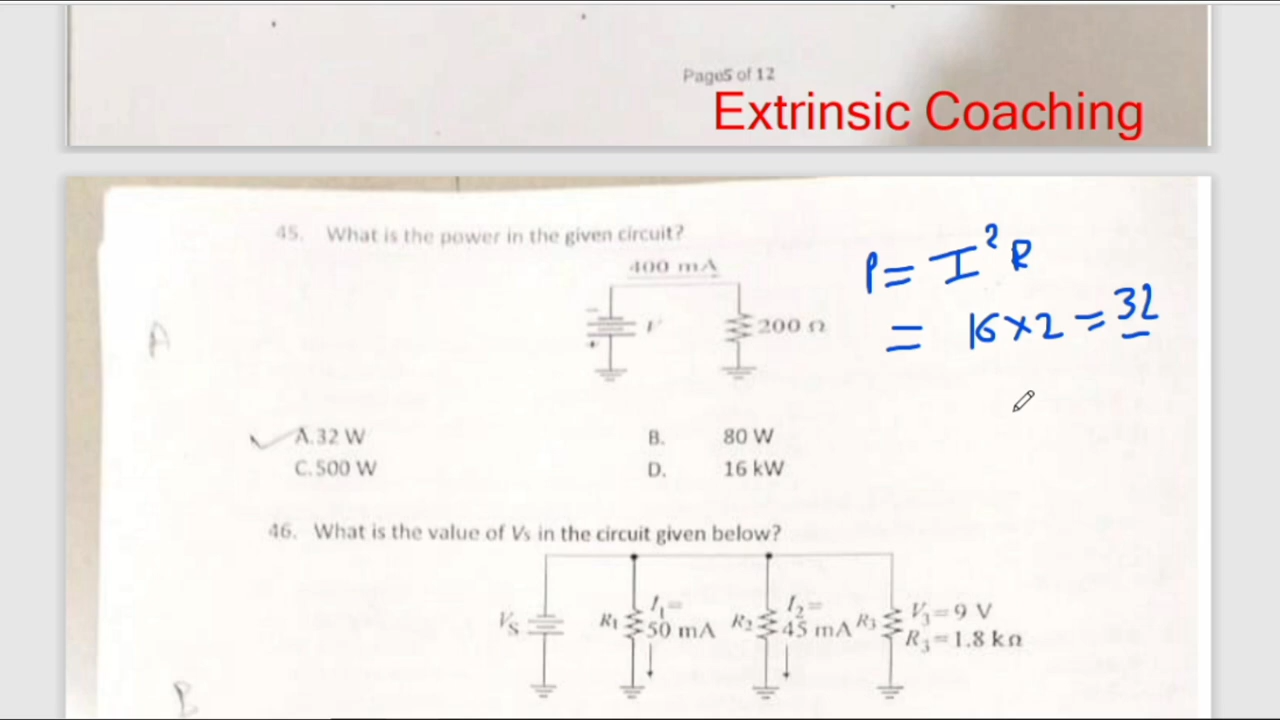 Page5 of 12
Extrinsic Coaching
45. What is the power in the given circuit?
400 mA
V
200 Ω
P = I² R
= 16 × 2 = 32
A
A. 32 W
B. 80 W
C. 500 W
D. 16 kW
46. What is the value of Vs in the circuit given below?
VS
R1
I1 =
50 mA
R2
I2 =
45 mA
R3
V3 = 9 V
R3 = 1.8 kΩ